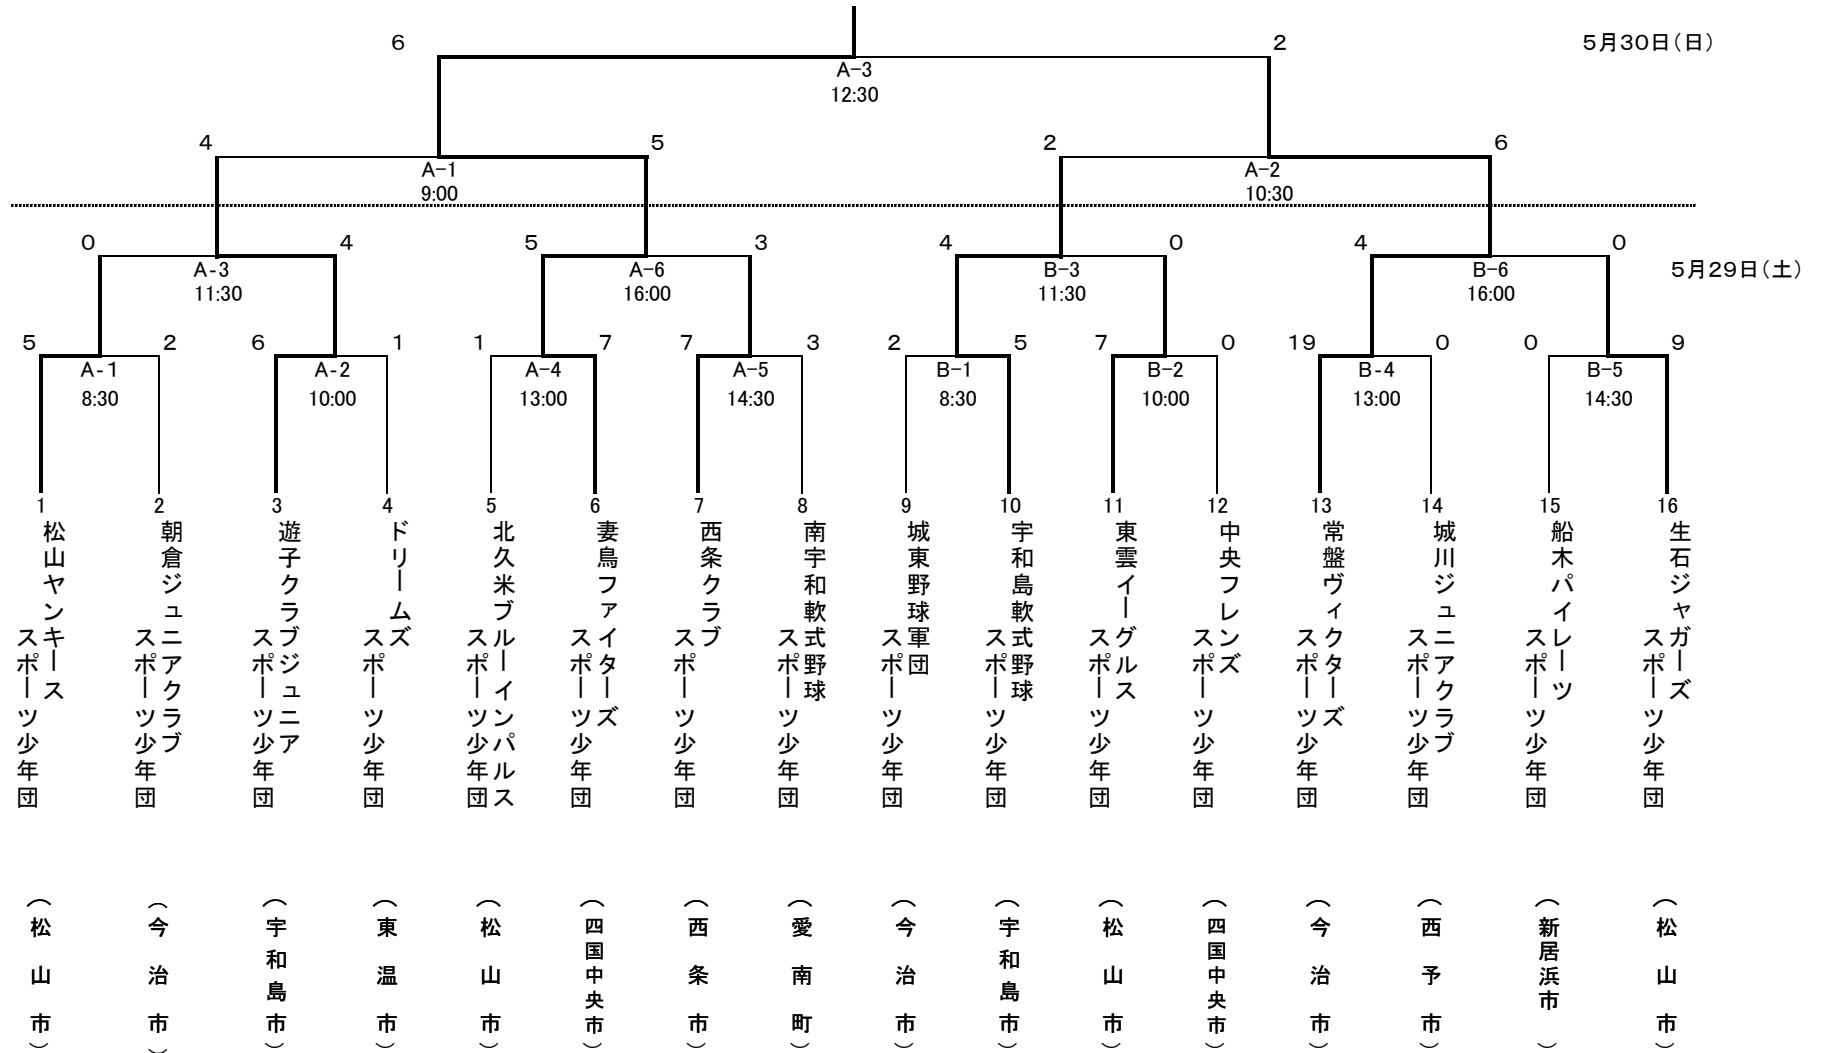 6
2
5月30日(日)
A-3
12:30
4
5
2
6
A-1
9:00
A-2
10:30
0
4
5
3
4
0
4
0
A-3
11:30
A-6
16:00
B-3
11:30
B-6
16:00
5月29日(土)
5
2
6
1
1
7
7
3
2
5
7
0
19
0
0
9
A-1
8:30
A-2
10:00
A-4
13:00
A-5
14:30
B-1
8:30
B-2
10:00
B-4
13:00
B-5
14:30
1
2
3
4
5
6
7
8
9
10
11
12
13
14
15
16
松山ヤンキース
スポーツ少年団
朝倉ジュニアクラブ
スポーツ少年団
遊子クラブジュニア
スポーツ少年団
ドリームズ
スポーツ少年団
北久米ブルーインパルス
スポーツ少年団
妻鳥ファイターズ
スポーツ少年団
西条クラブ
スポーツ少年団
南宇和軟式野球
スポーツ少年団
城東野球軍団
スポーツ少年団
宇和島軟式野球
スポーツ少年団
東雲イーグルス
スポーツ少年団
中央フレンズ
スポーツ少年団
常盤ヴィクターズ
スポーツ少年団
城川ジュニアクラブ
スポーツ少年団
船木パイレーツ
スポーツ少年団
生石ジャガーズ
スポーツ少年団
(松山市)
(今治市)
(宇和島市)
(東温市)
(松山市)
(四国中央市)
(西条市)
(愛南町)
(今治市)
(宇和島市)
(松山市)
(四国中央市)
(今治市)
(西予市)
(新居浜市)
(松山市)